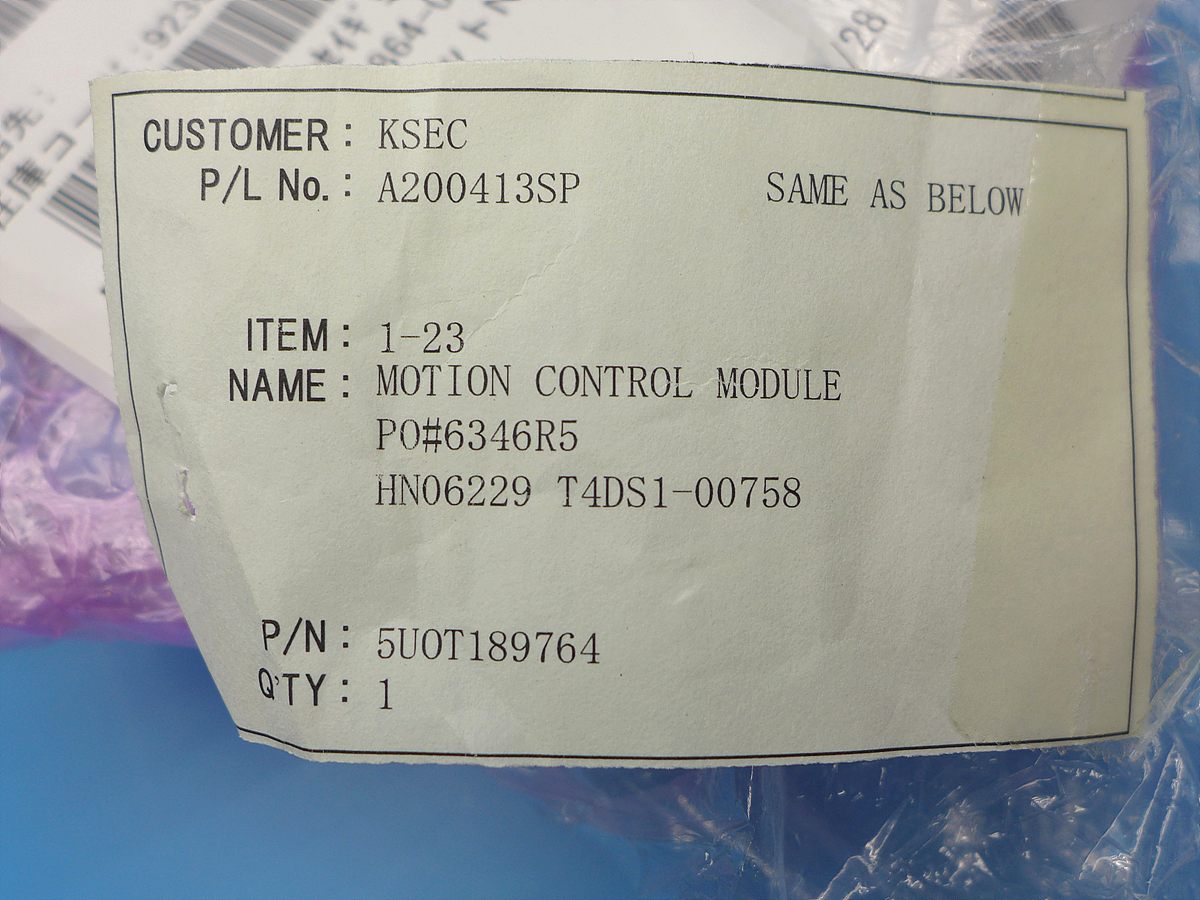 CUSTOMER : KSEC
P/L No. : A200413SP SAME AS BELOW
ITEM : 1-23
NAME : MOTION CONTROL MODULE
PO#6346R5
HN06229 T4DS1-00758
P/N : 5U0T189764
Q'TY : 1
28